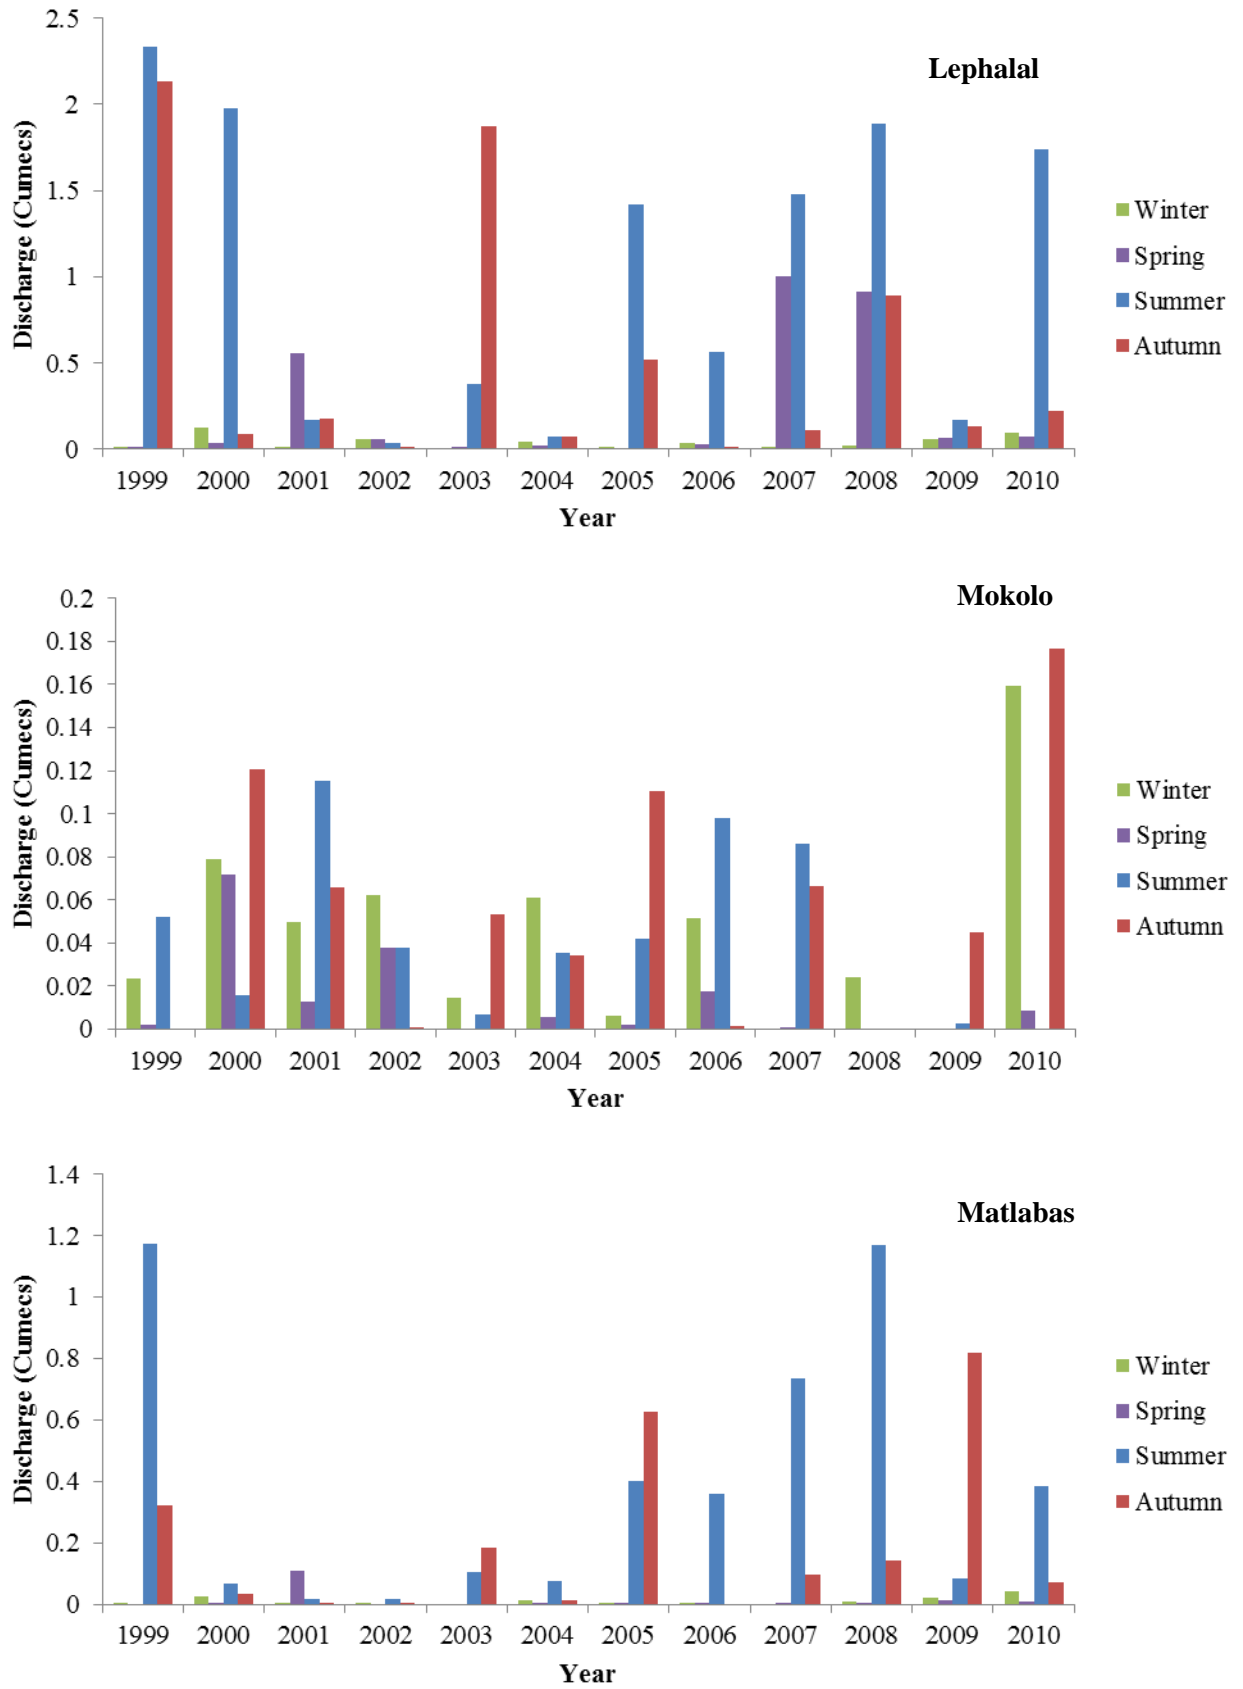 Lephalal
Discharge (Cumecs)
2.5
2
1.5
1
0.5
0
1999 2000 2001 2002 2003 2004 2005 2006 2007 2008 2009 2010
Year
Winter
Spring
Summer
Autumn
Mokolo
Discharge (Cumecs)
0.2
0.18
0.16
0.14
0.12
0.1
0.08
0.06
0.04
0.02
0
1999 2000 2001 2002 2003 2004 2005 2006 2007 2008 2009 2010
Year
Winter
Spring
Summer
Autumn
Matlabas
Discharge (Cumecs)
1.4
1.2
1
0.8
0.6
0.4
0.2
0
1999 2000 2001 2002 2003 2004 2005 2006 2007 2008 2009 2010
Year
Winter
Spring
Summer
Autumn